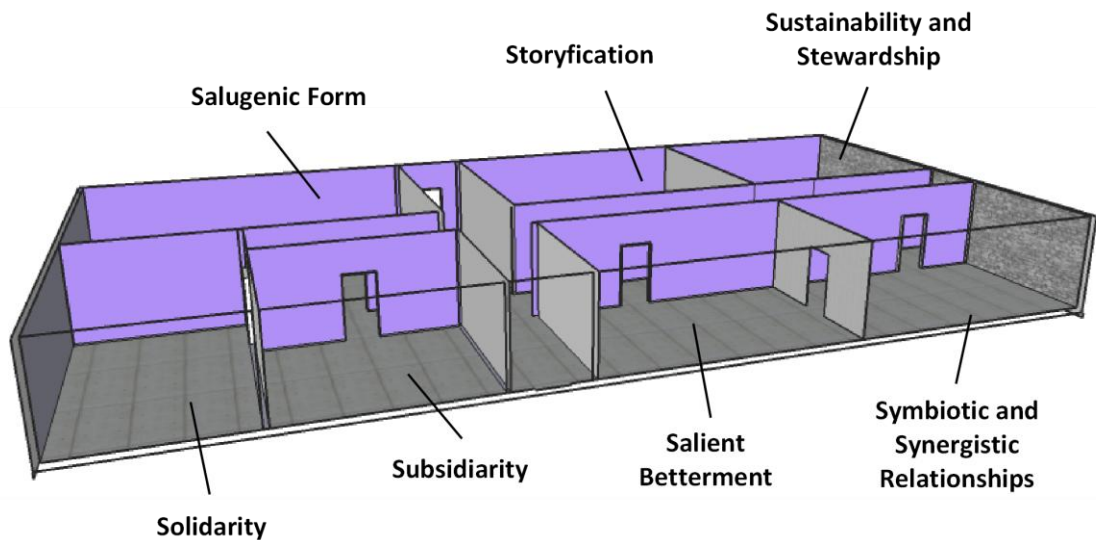 Sustainability and
Stewardship
Storyfication
Salugenic Form
Subsidiarity
Solidarity
Salient
Betterment
Symbiotic and
Synergistic
Relationships